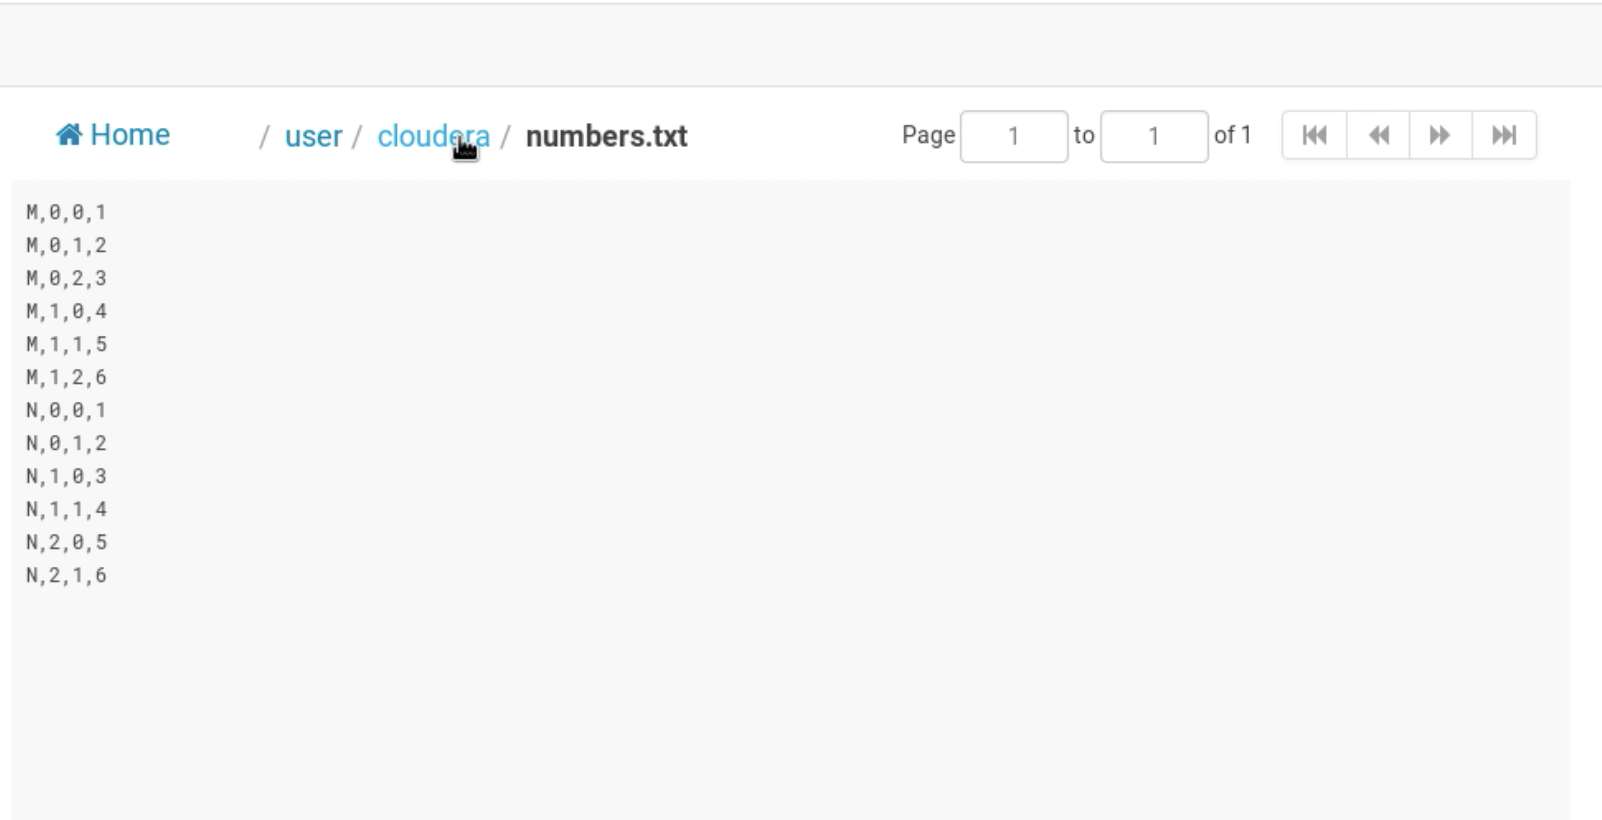 Home / user / cloudera / numbers.txt Page 1 to 1 of 1
M,0,0,1
M,0,1,2
M,0,2,3
M,1,0,4
M,1,1,5
M,1,2,6
N,0,0,1
N,0,1,2
N,1,0,3
N,1,1,4
N,2,0,5
N,2,1,6